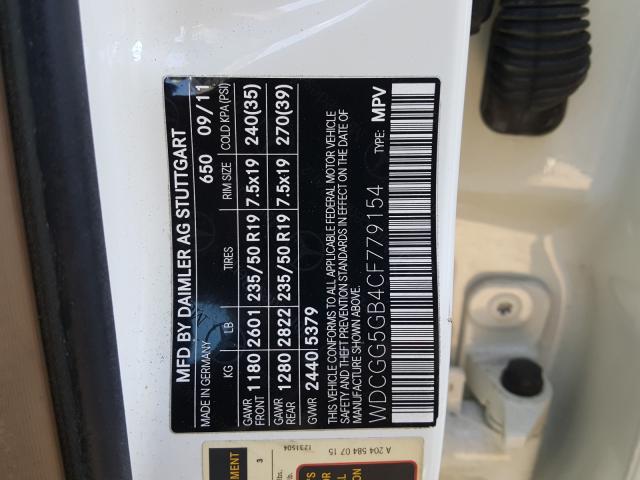 MFD BY DAIMLER AG STUTTGART
MADE IN GERMANY 650 09/11
KG LB TIRES RIM SIZE COLD KPA(PSI)
GAWR FRONT 1180 2601 235/50 R19 7.5x19 240(35)
GAWR REAR 1280 2822 235/50 R19 7.5x19 270(39)
GVWR 2440 5379
THIS VEHICLE CONFORMS TO ALL APPLICABLE FEDERAL MOTOR VEHICLE
SAFETY AND THEFT PREVENTION STANDARDS IN EFFECT ON THE DATE OF
MANUFACTURE SHOWN ABOVE.
WDCGG5GB4CF779154 TYPE: MPV
3
1231504
A 204 584 07 15